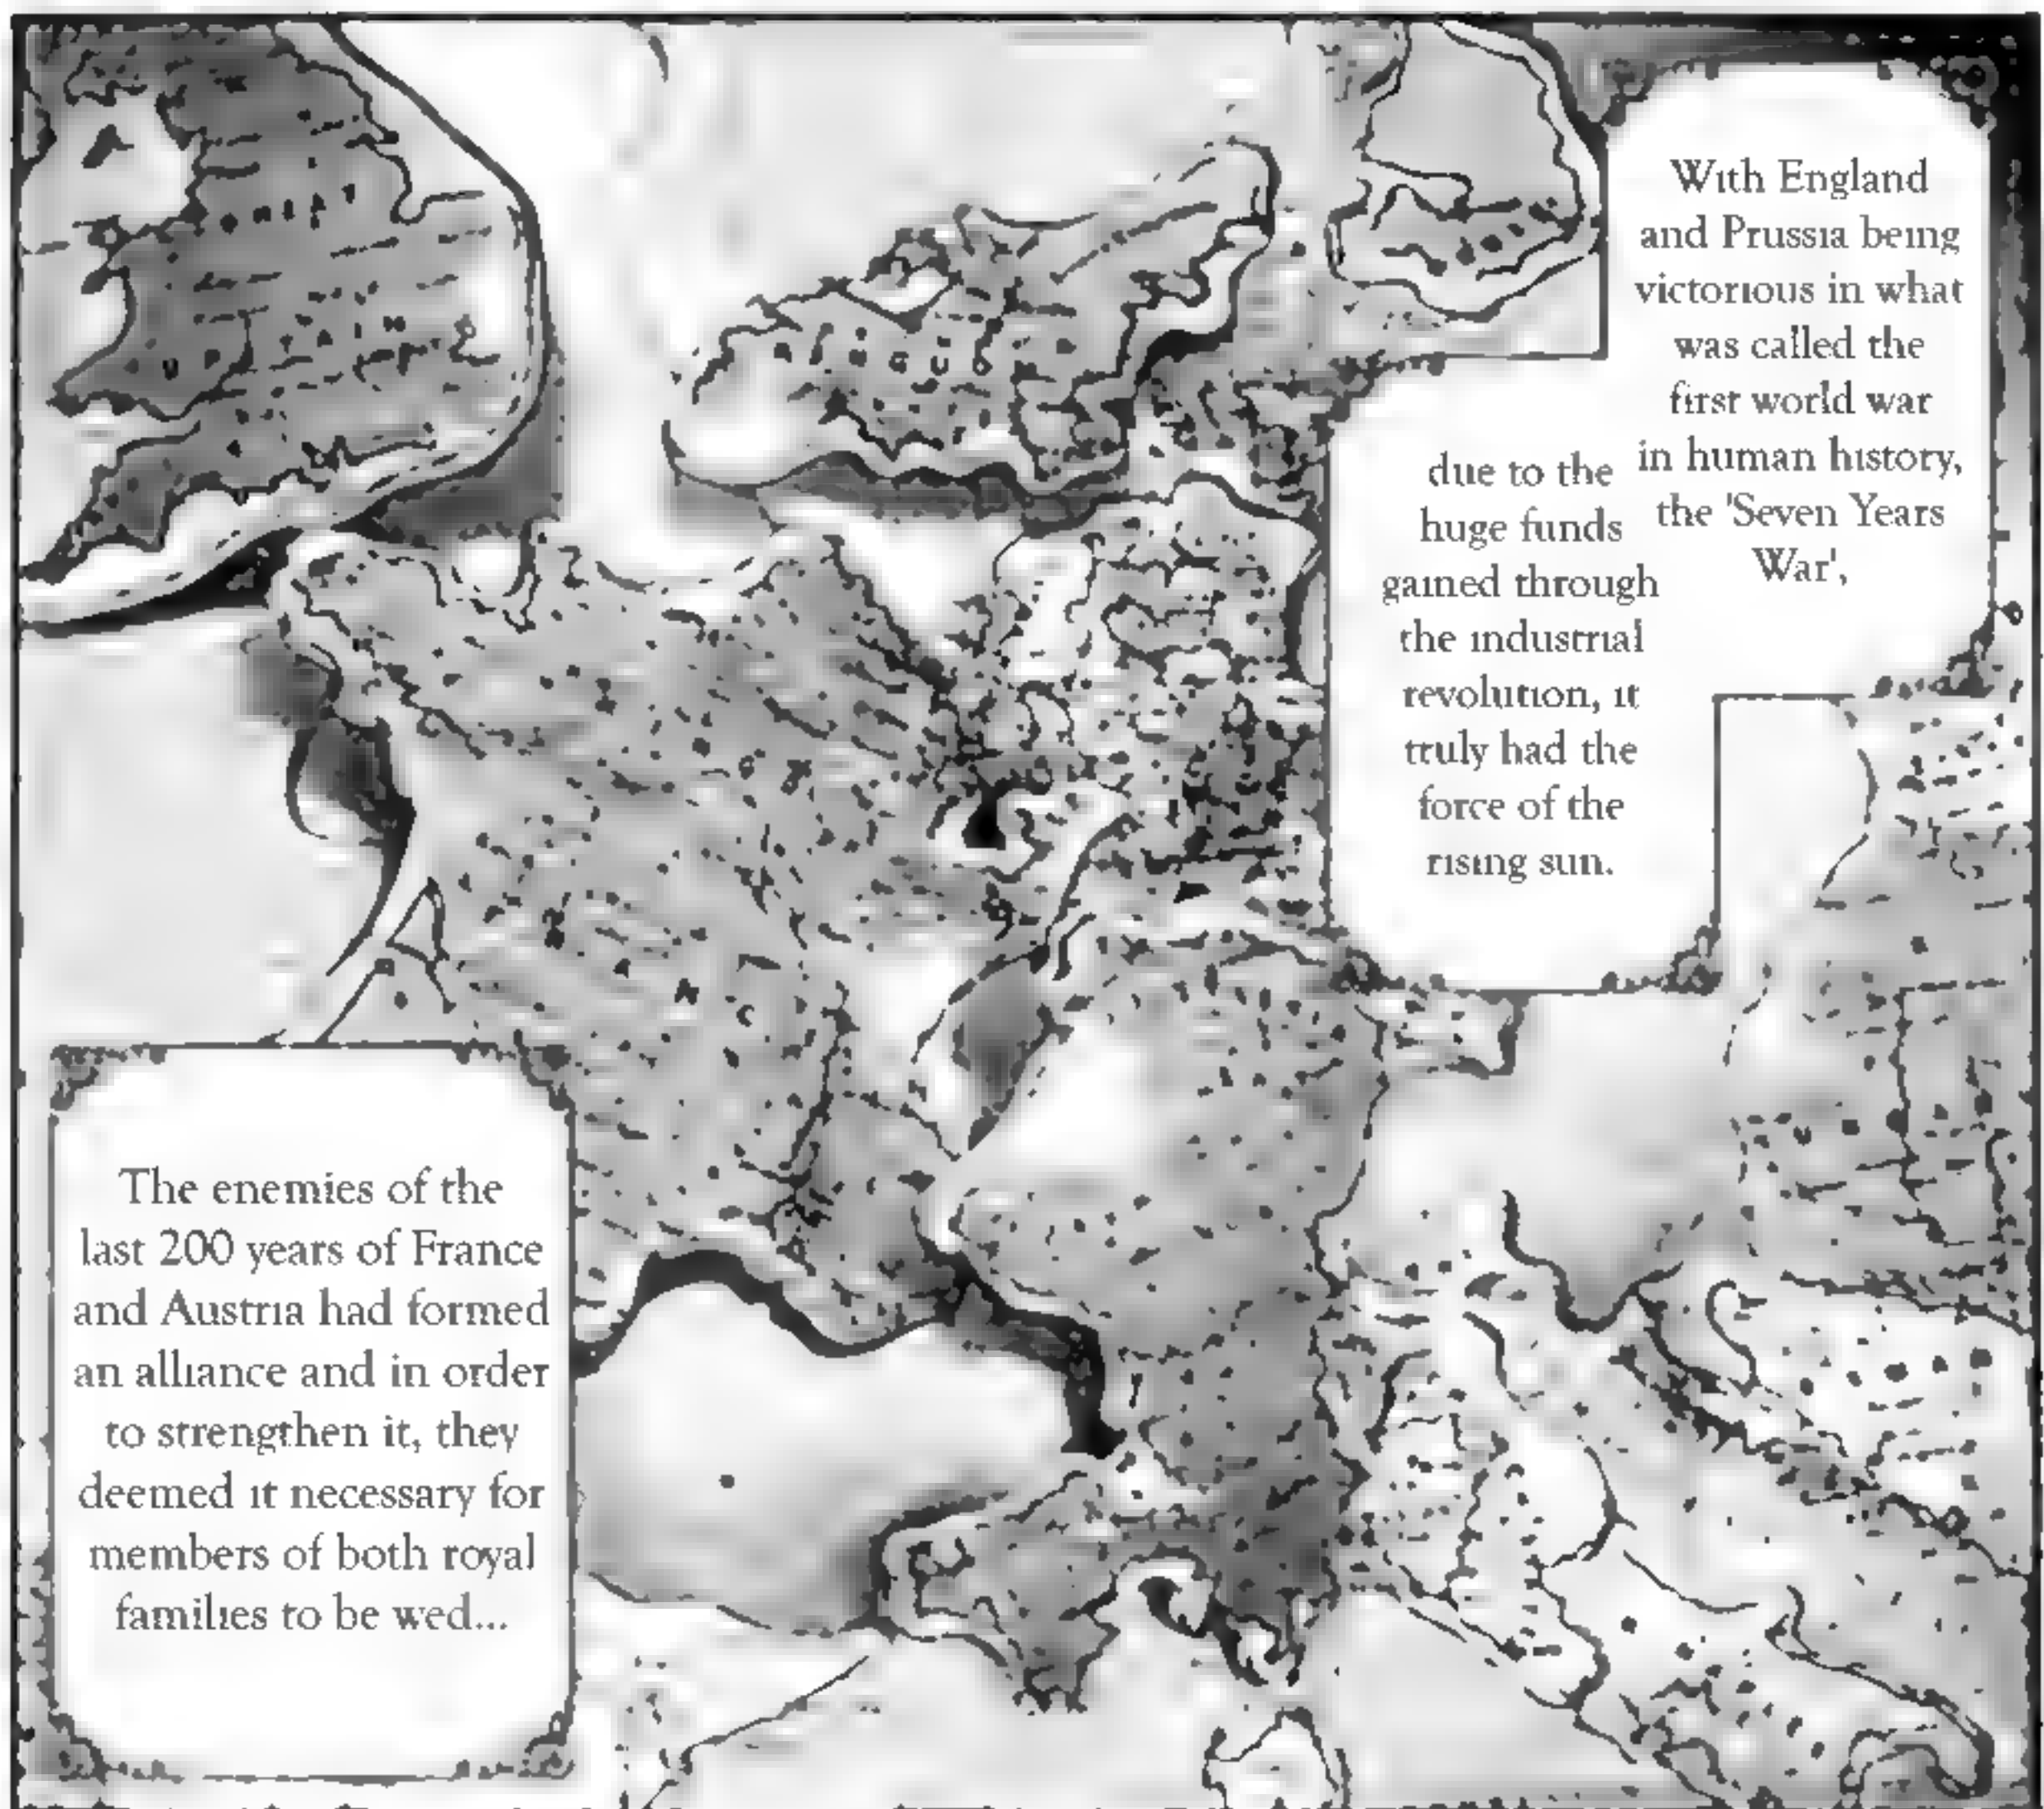 With England
and Prussia being
victorious in what
was called the
first world war
in human history,
the 'Seven Years
War',
due to the
huge funds
gained through
the industrial
revolution, it
truly had the
force of the
rising sun.
The enemies of the
last 200 years of France
and Austria had formed
an alliance and in order
to strengthen it, they
deemed it necessary for
members of both royal
families to be wed...